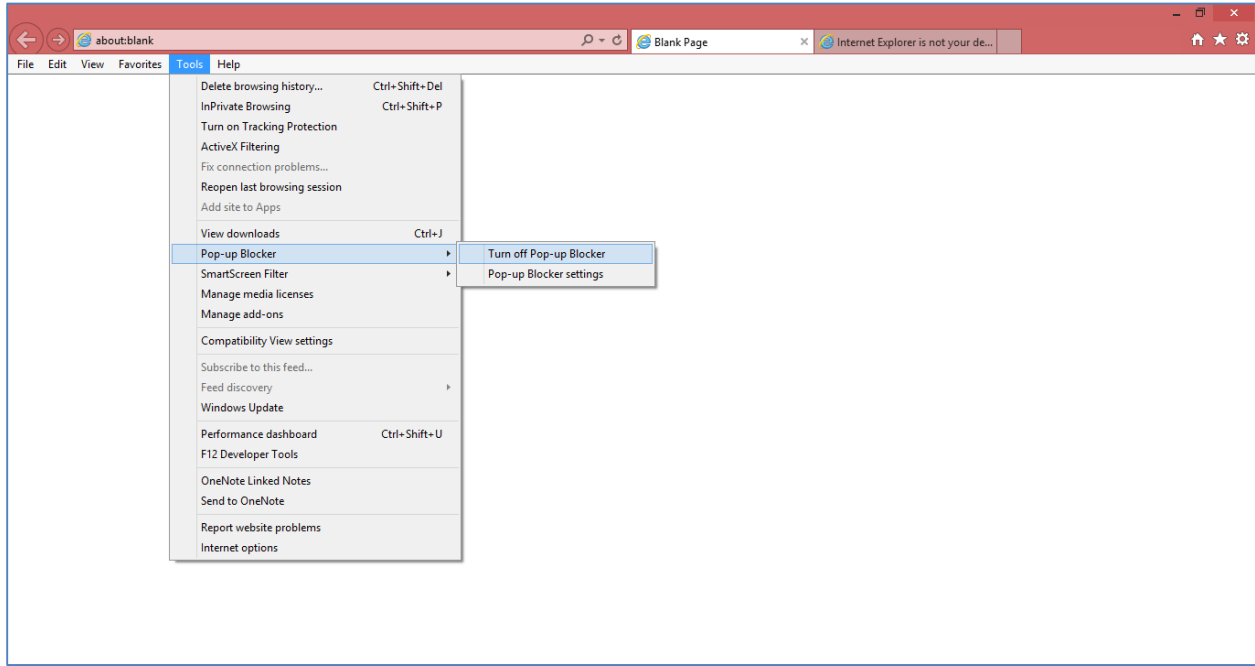 about:blank
Blank Page
Internet Explorer is not your de...
File Edit View Favorites Tools Help
Delete browsing history... Ctrl+Shift+Del
InPrivate Browsing Ctrl+Shift+P
Turn on Tracking Protection
ActiveX Filtering
Fix connection problems...
Reopen last browsing session
Add site to Apps
View downloads Ctrl+J
Pop-up Blocker
Turn off Pop-up Blocker
SmartScreen Filter
Pop-up Blocker settings
Manage media licenses
Manage add-ons
Compatibility View settings
Subscribe to this feed...
Feed discovery
Windows Update
Performance dashboard Ctrl+Shift+U
F12 Developer Tools
OneNote Linked Notes
Send to OneNote
Report website problems
Internet options